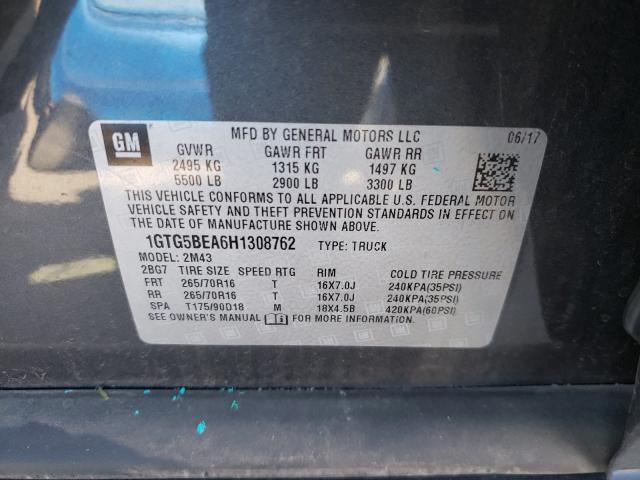 GM
MFD BY GENERAL MOTORS LLC 06/17
GVWR GAWR FRT GAWR RR
2495 KG 1315 KG 1497 KG
5500 LB 2900 LB 3300 LB
THIS VEHICLE CONFORMS TO ALL APPLICABLE U.S. FEDERAL MOTOR
VEHICLE SAFETY AND THEFT PREVENTION STANDARDS IN EFFECT ON
THE DATE OF MANUFACTURE SHOWN ABOVE.
1GTG5BEA6H1308762 TYPE: TRUCK
MODEL: 2M43
2BG7 TIRE SIZE SPEED RTG RIM COLD TIRE PRESSURE
FRT 265/70R16 T 16X7.0J 240KPA(35PSI)
RR 265/70R16 T 16X7.0J 240KPA(35PSI)
SPA T175/90D18 M 18X4.5B 420KPA(60PSI)
SEE OWNER'S MANUAL FOR MORE INFORMATION.